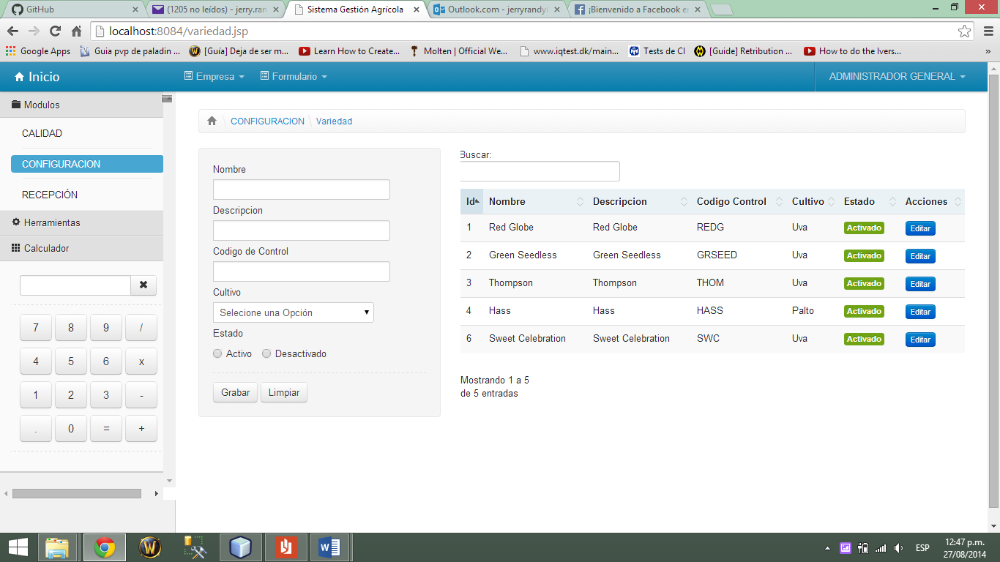 GitHub
(1205 no leídos) - jerry.ran
Sistema Gestión Agrícola
Outlook.com - jerryrandy
¡Bienvenido a Facebook e
localhost:8084/variedad.jsp
Google Apps
Guia pvp de paladin ...
[Guía] Deja de ser m...
Learn How to Create...
Molten | Official We...
www.iqtest.dk/main...
Tests de CI
[Guide] Retribution ...
How to do the Ivers...
»
Inicio
Empresa
Formulario
ADMINISTRADOR GENERAL
Modulos
CALIDAD
CONFIGURACION
RECEPCIÓN
Herramientas
Calculador
7 8 9 /
4 5 6 x
1 2 3 -
. 0 = +
CONFIGURACION \ Variedad
Nombre
Descripcion
Codigo de Control
Cultivo
Selecione una Opción
Estado
Activo Desactivado
Grabar Limpiar
Buscar:
Id Nombre Descripcion Codigo Control Cultivo Estado Acciones
1 Red Globe Red Globe REDG Uva Activado Editar
2 Green Seedless Green Seedless GRSEED Uva Activado Editar
3 Thompson Thompson THOM Uva Activado Editar
4 Hass Hass HASS Palto Activado Editar
6 Sweet Celebration Sweet Celebration SWC Uva Activado Editar
Mostrando 1 a 5
de 5 entradas
ESP
12:47 p.m.
27/08/2014